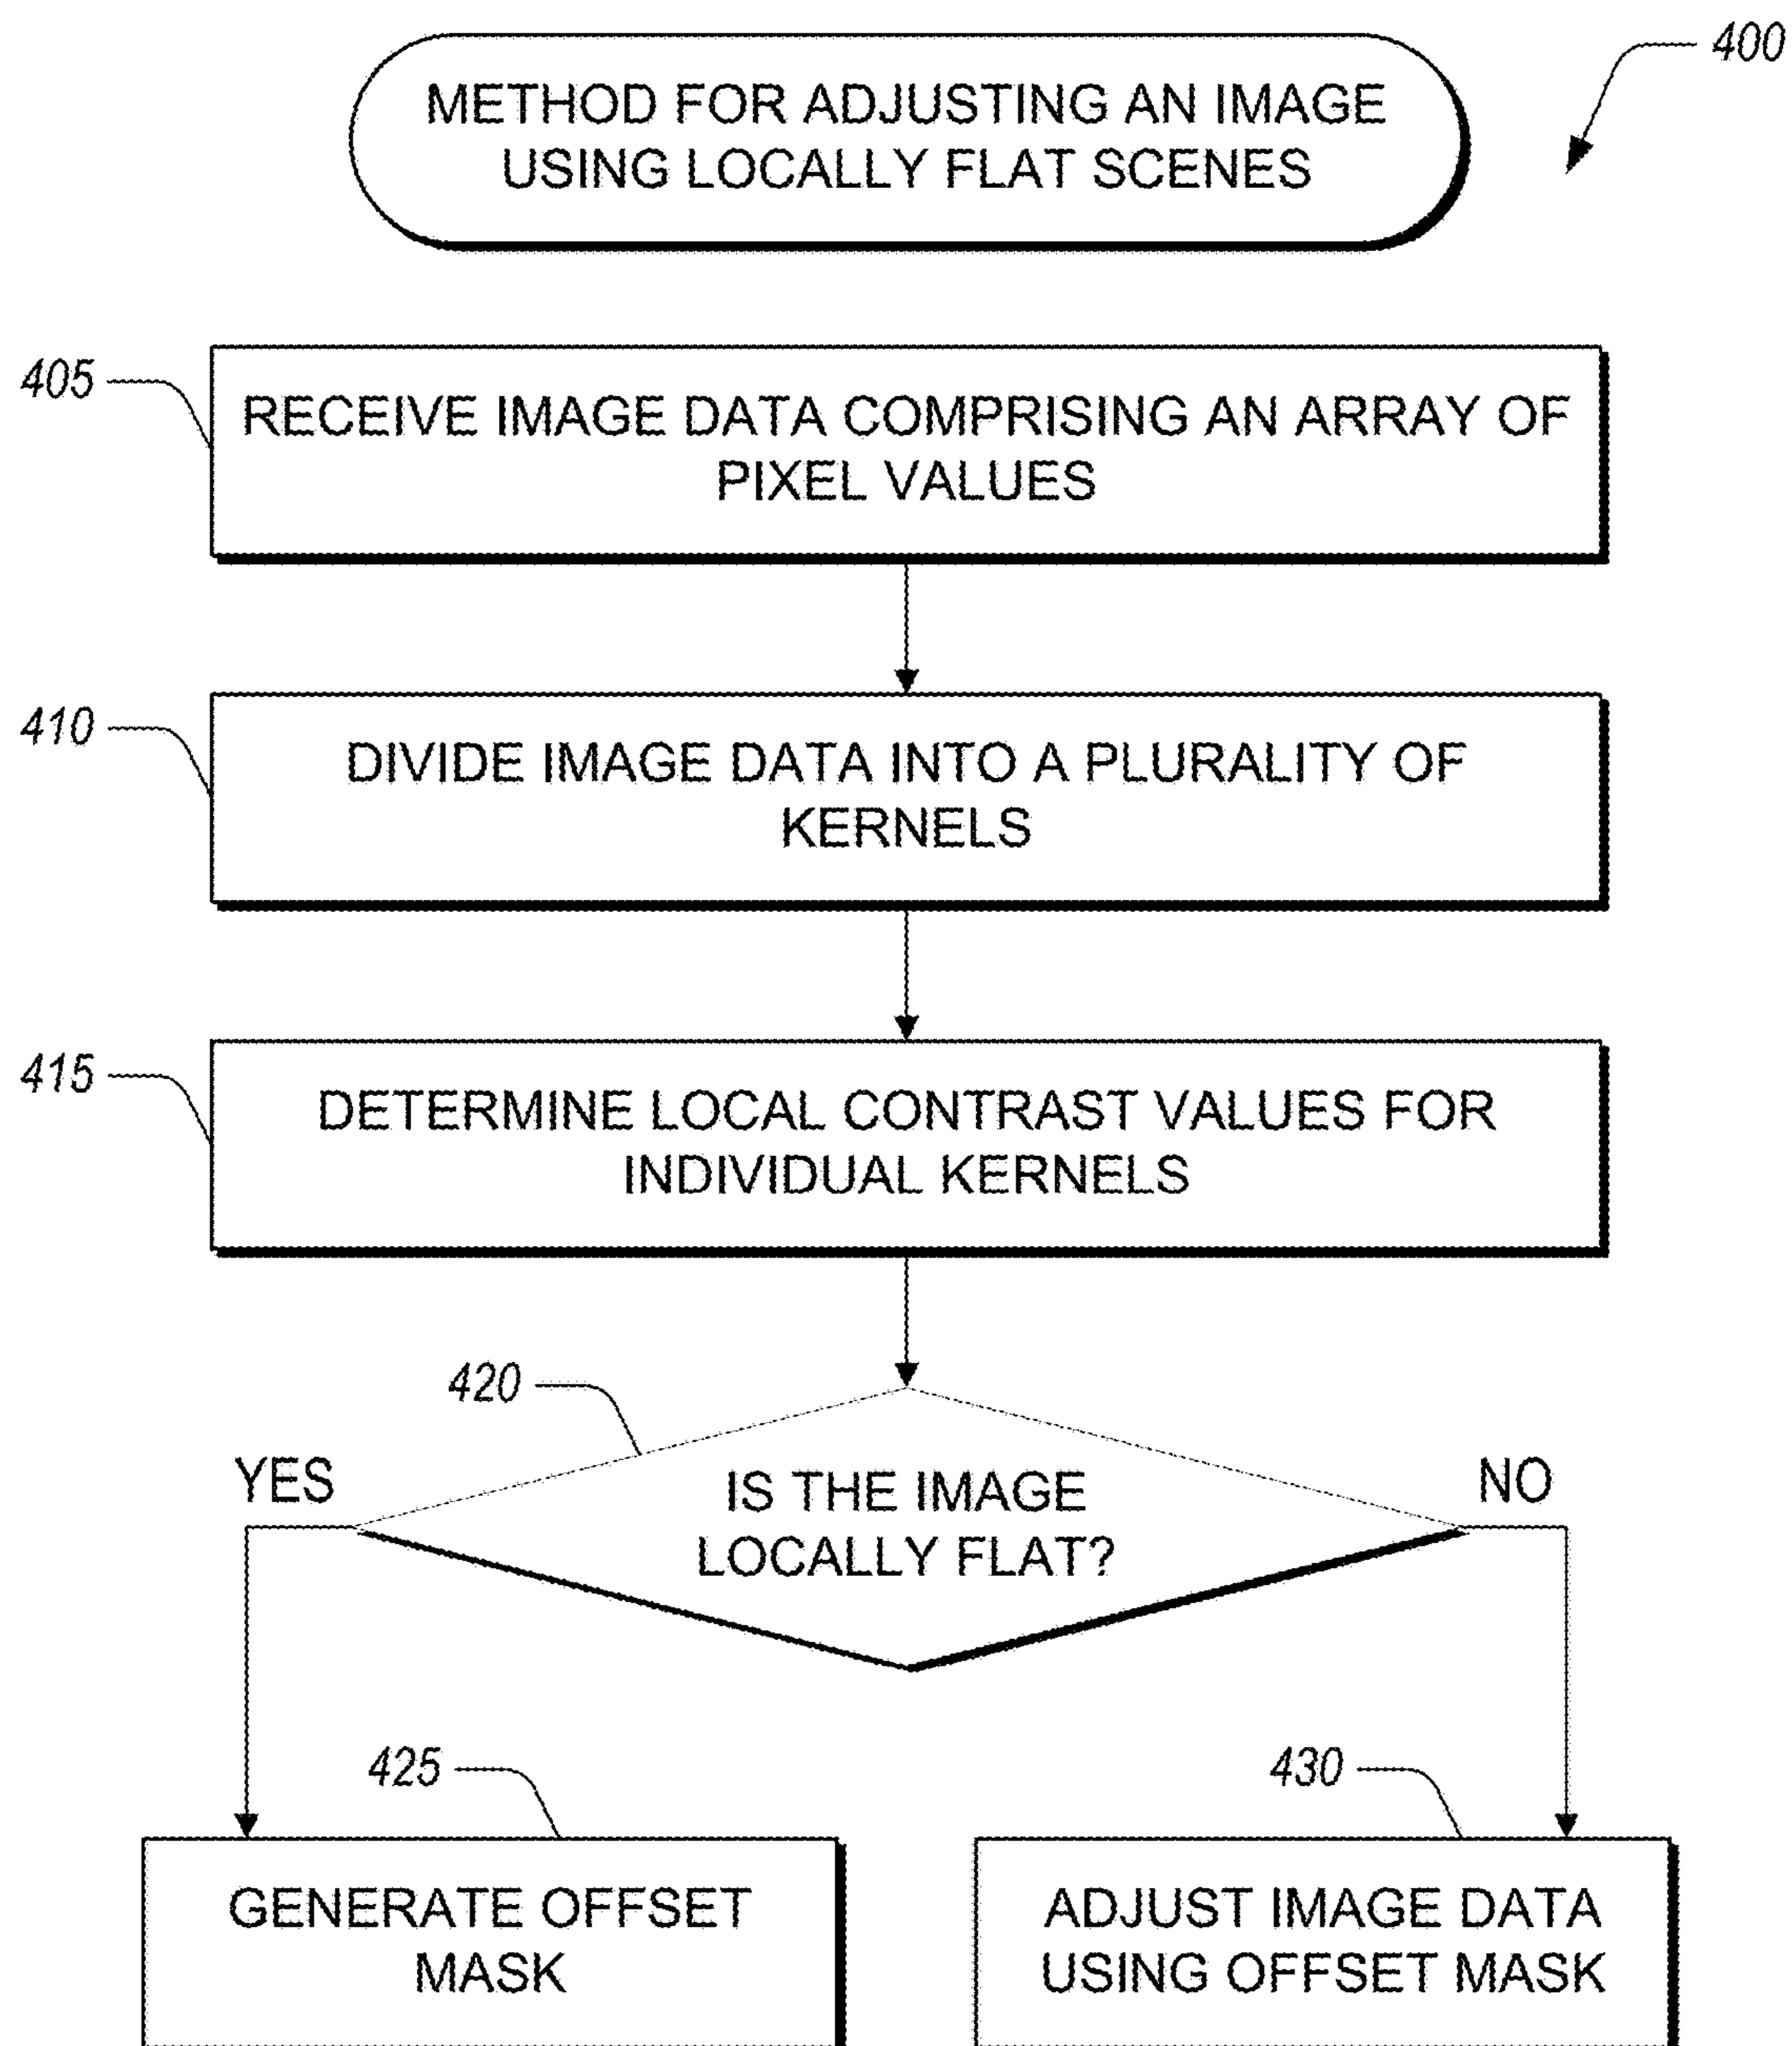 400
METHOD FOR ADJUSTING AN IMAGE
USING LOCALLY FLAT SCENES
405
RECEIVE IMAGE DATA COMPRISING AN ARRAY OF
PIXEL VALUES
410
DIVIDE IMAGE DATA INTO A PLURALITY OF
KERNELS
415
DETERMINE LOCAL CONTRAST VALUES FOR
INDIVIDUAL KERNELS
420
YES
IS THE IMAGE
LOCALLY FLAT?
NO
425
GENERATE OFFSET
MASK
430
ADJUST IMAGE DATA
USING OFFSET MASK